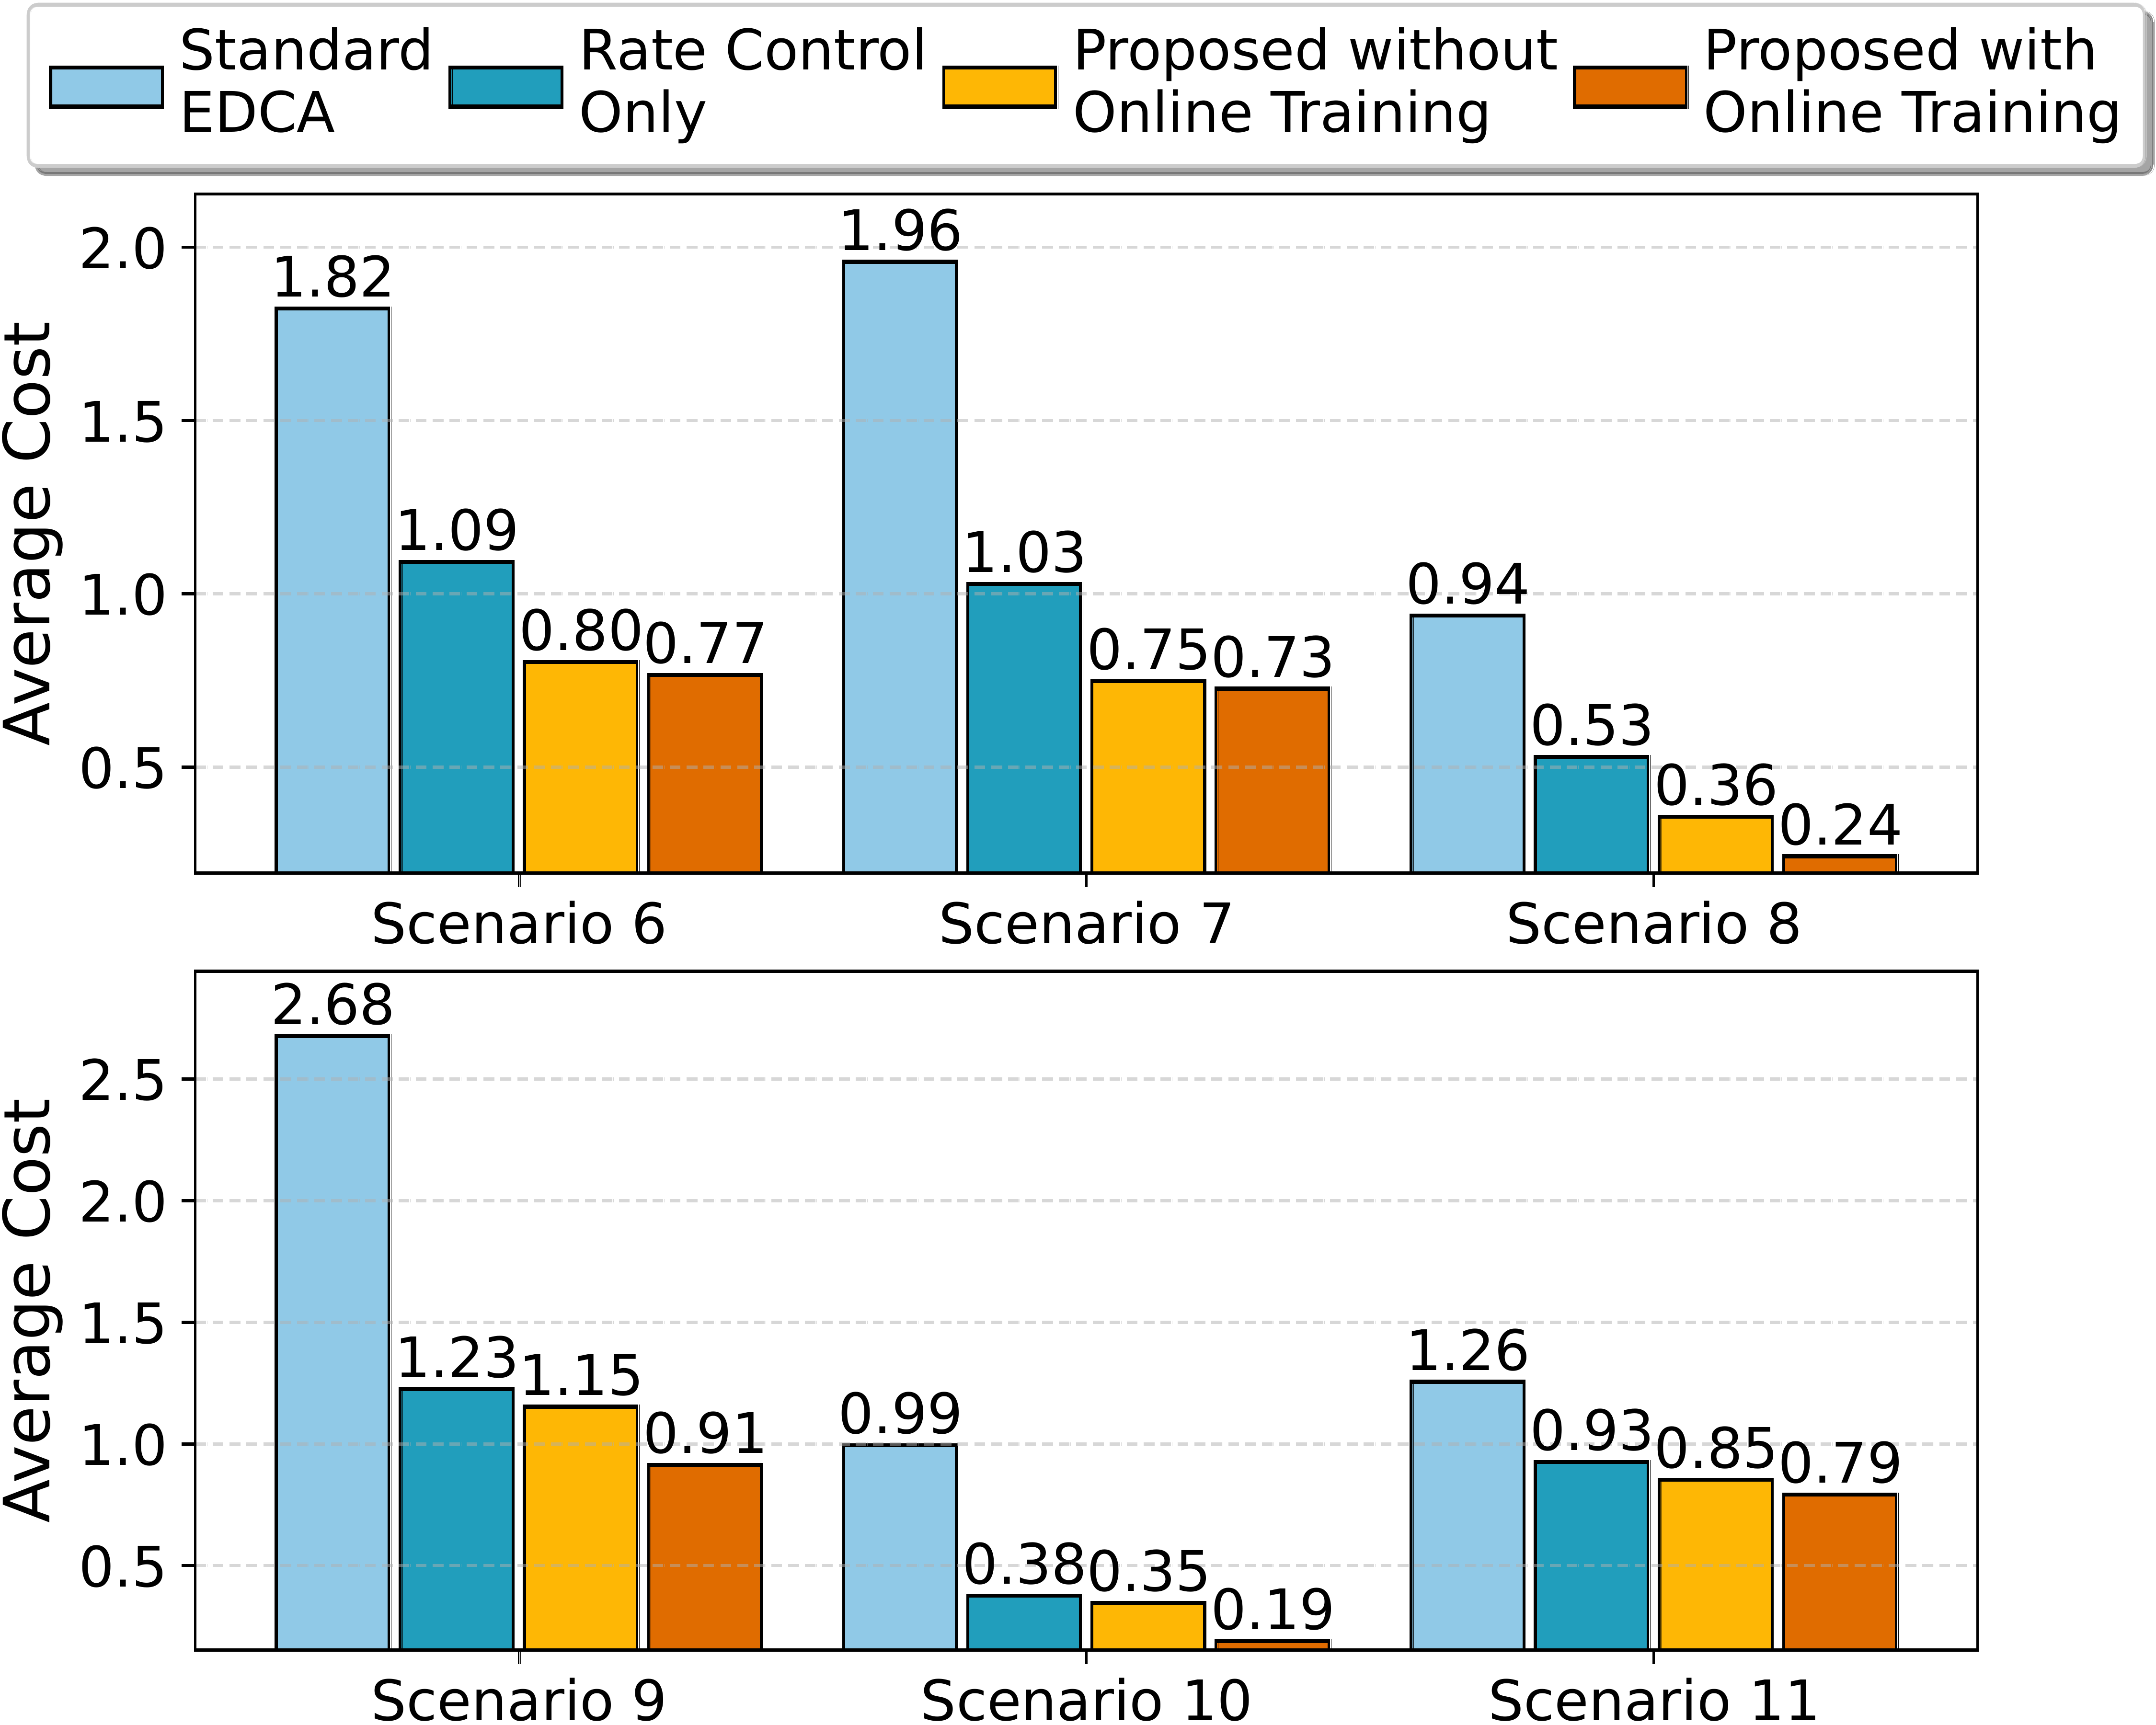 Standard
EDCA
Rate Control
Only
Proposed without
Online Training
Proposed with
Online Training
Average Cost
2.0
1.5
1.0
0.5
1.82
1.09
0.80
0.77
1.96
1.03
0.75
0.73
0.94
0.53
0.36
0.24
Scenario 6
Scenario 7
Scenario 8
Average Cost
2.5
2.0
1.5
1.0
0.5
2.68
1.23
1.15
0.91
0.99
0.38
0.35
0.19
1.26
0.93
0.85
0.79
Scenario 9
Scenario 10
Scenario 11